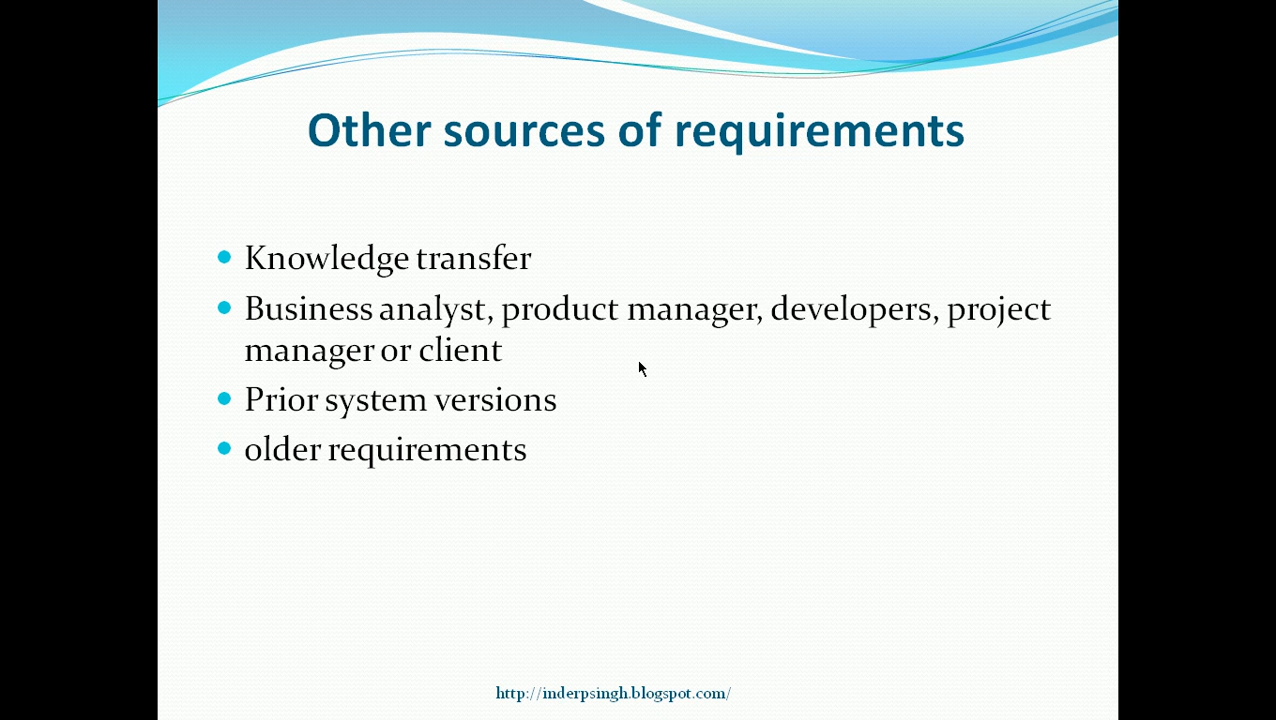 Other sources of requirements
Knowledge transfer
Business analyst, product manager, developers, project
manager or client
Prior system versions
older requirements
http://inderpsingh.blogspot.com/